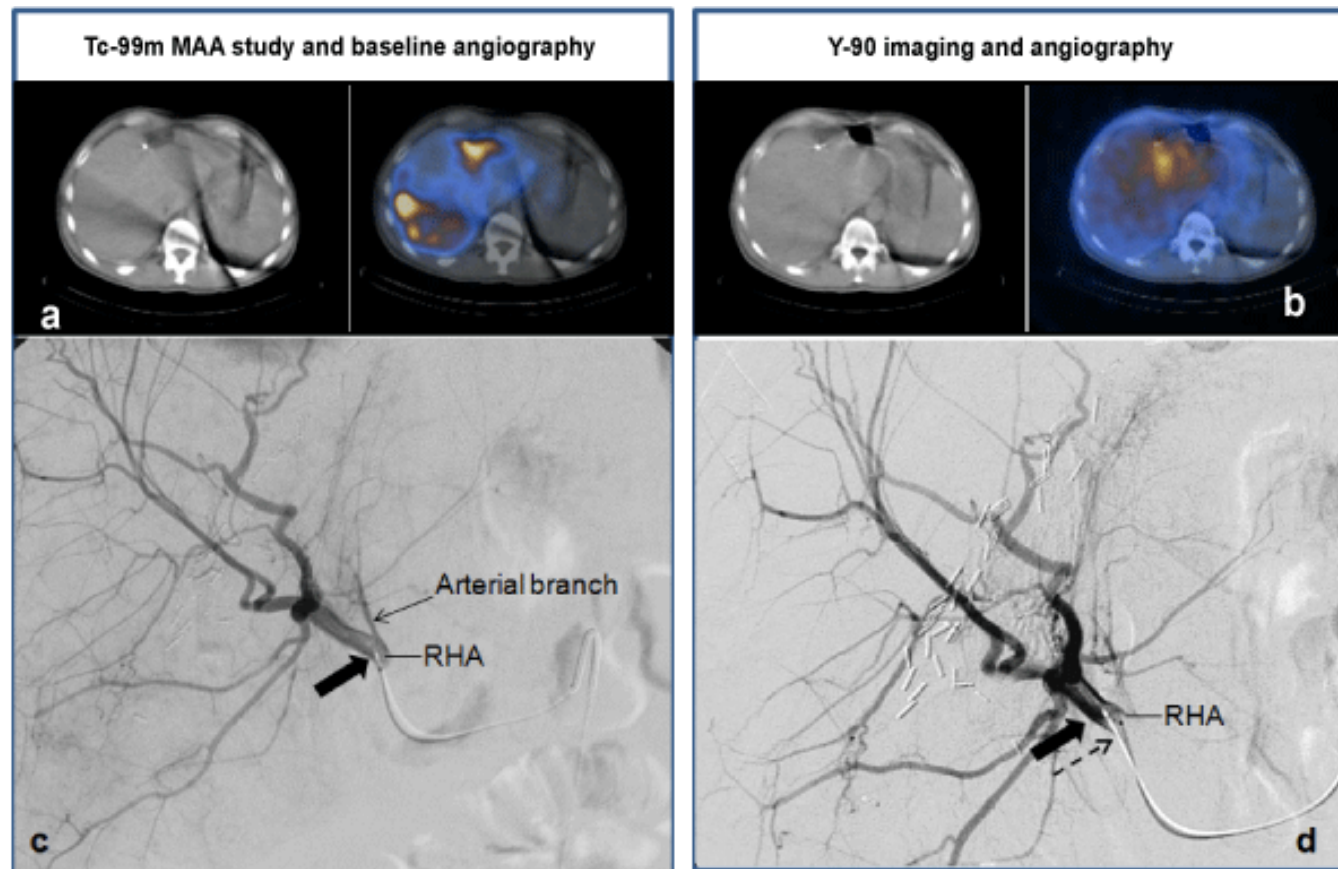 Tc-99m MAA study and baseline angiography
Y-90 imaging and angiography
a
b
Arterial branch
RHA
c
RHA
d